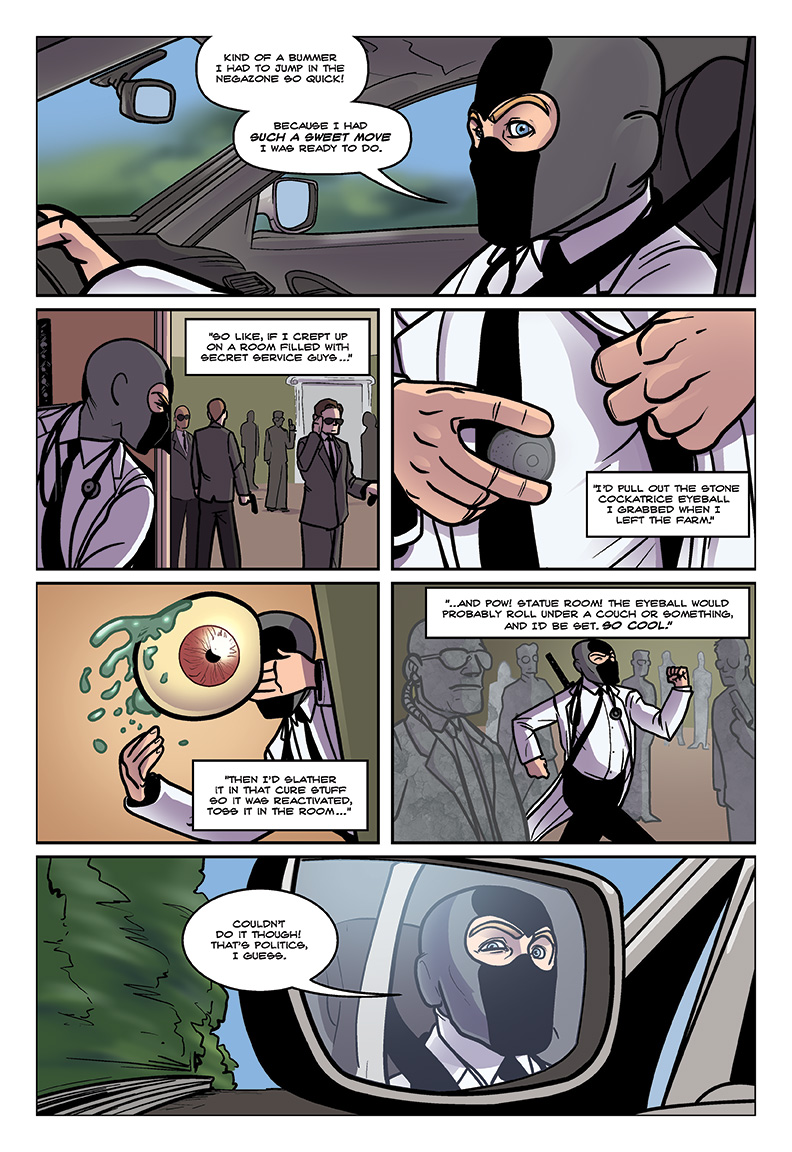 KIND OF A BUMMER
I HAD TO JUMP IN THE
NEGAZONE SO QUICK!
BECAUSE I HAD
SUCH A SWEET MOVE
I WAS READY TO DO.
"SO LIKE, IF I CREPT UP
ON A ROOM FILLED WITH
SECRET SERVICE GUYS..."
"I'D PULL OUT THE STONE
COCKATRICE EYEBALL
I GRABBED WHEN I
LEFT THE FARM."
"THEN I'D SLATHER
IT IN THAT CURE STUFF
SO IT WAS REACTIVATED,
TOSS IT IN THE ROOM..."
"...AND POW! STATUE ROOM! THE EYEBALL WOULD
PROBABLY ROLL UNDER A COUCH OR SOMETHING,
AND I'D BE SET. SO COOL."
COULDN'T
DO IT THOUGH!
THAT'S POLITICS,
I GUESS.